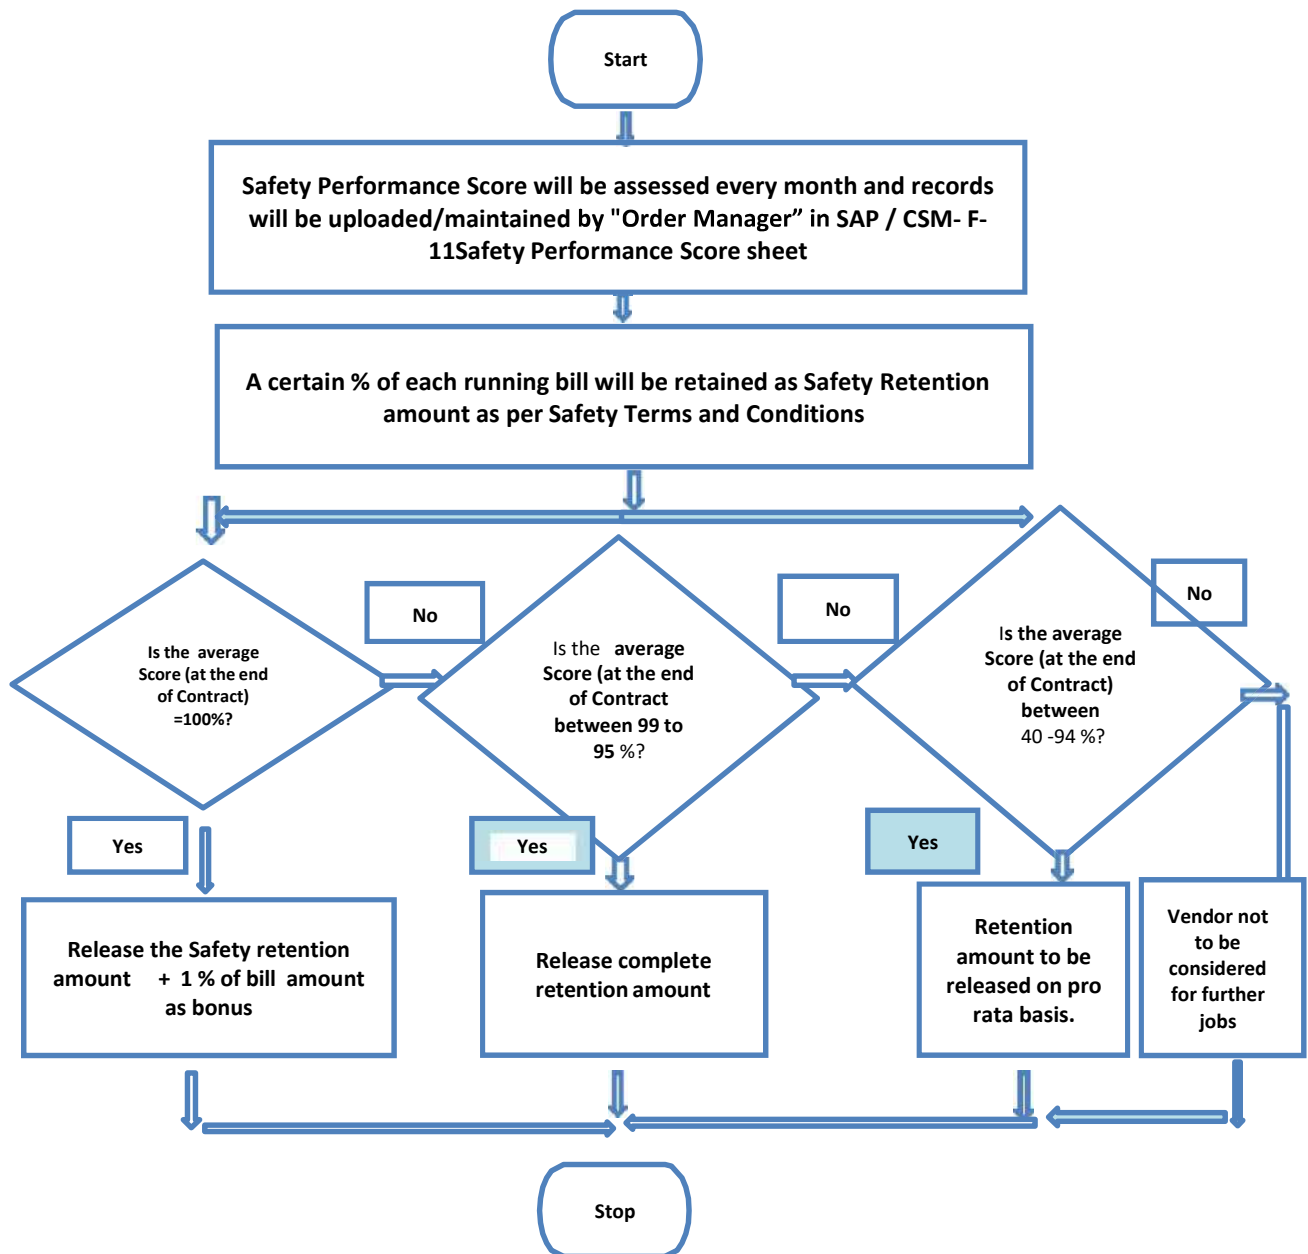 Start
Safety Performance Score will be assessed every month and records
will be uploaded/maintained by "Order Manager” in SAP / CSM- F-
11Safety Performance Score sheet
A certain % of each running bill will be retained as Safety Retention
amount as per Safety Terms and Conditions
Is the average
Score (at the end
of Contract)
=100%?
No
Is the average
Score (at the end
of Contract
between 99 to
95 %?
No
Is the average
Score (at the end
of Contract)
between
40 -94 %?
No
Yes
Yes
Yes
Release the Safety retention
amount + 1 % of bill amount
as bonus
Release complete
retention amount
Retention
amount to be
released on pro
rata basis.
Vendor not
to be
considered
for further
jobs
Stop